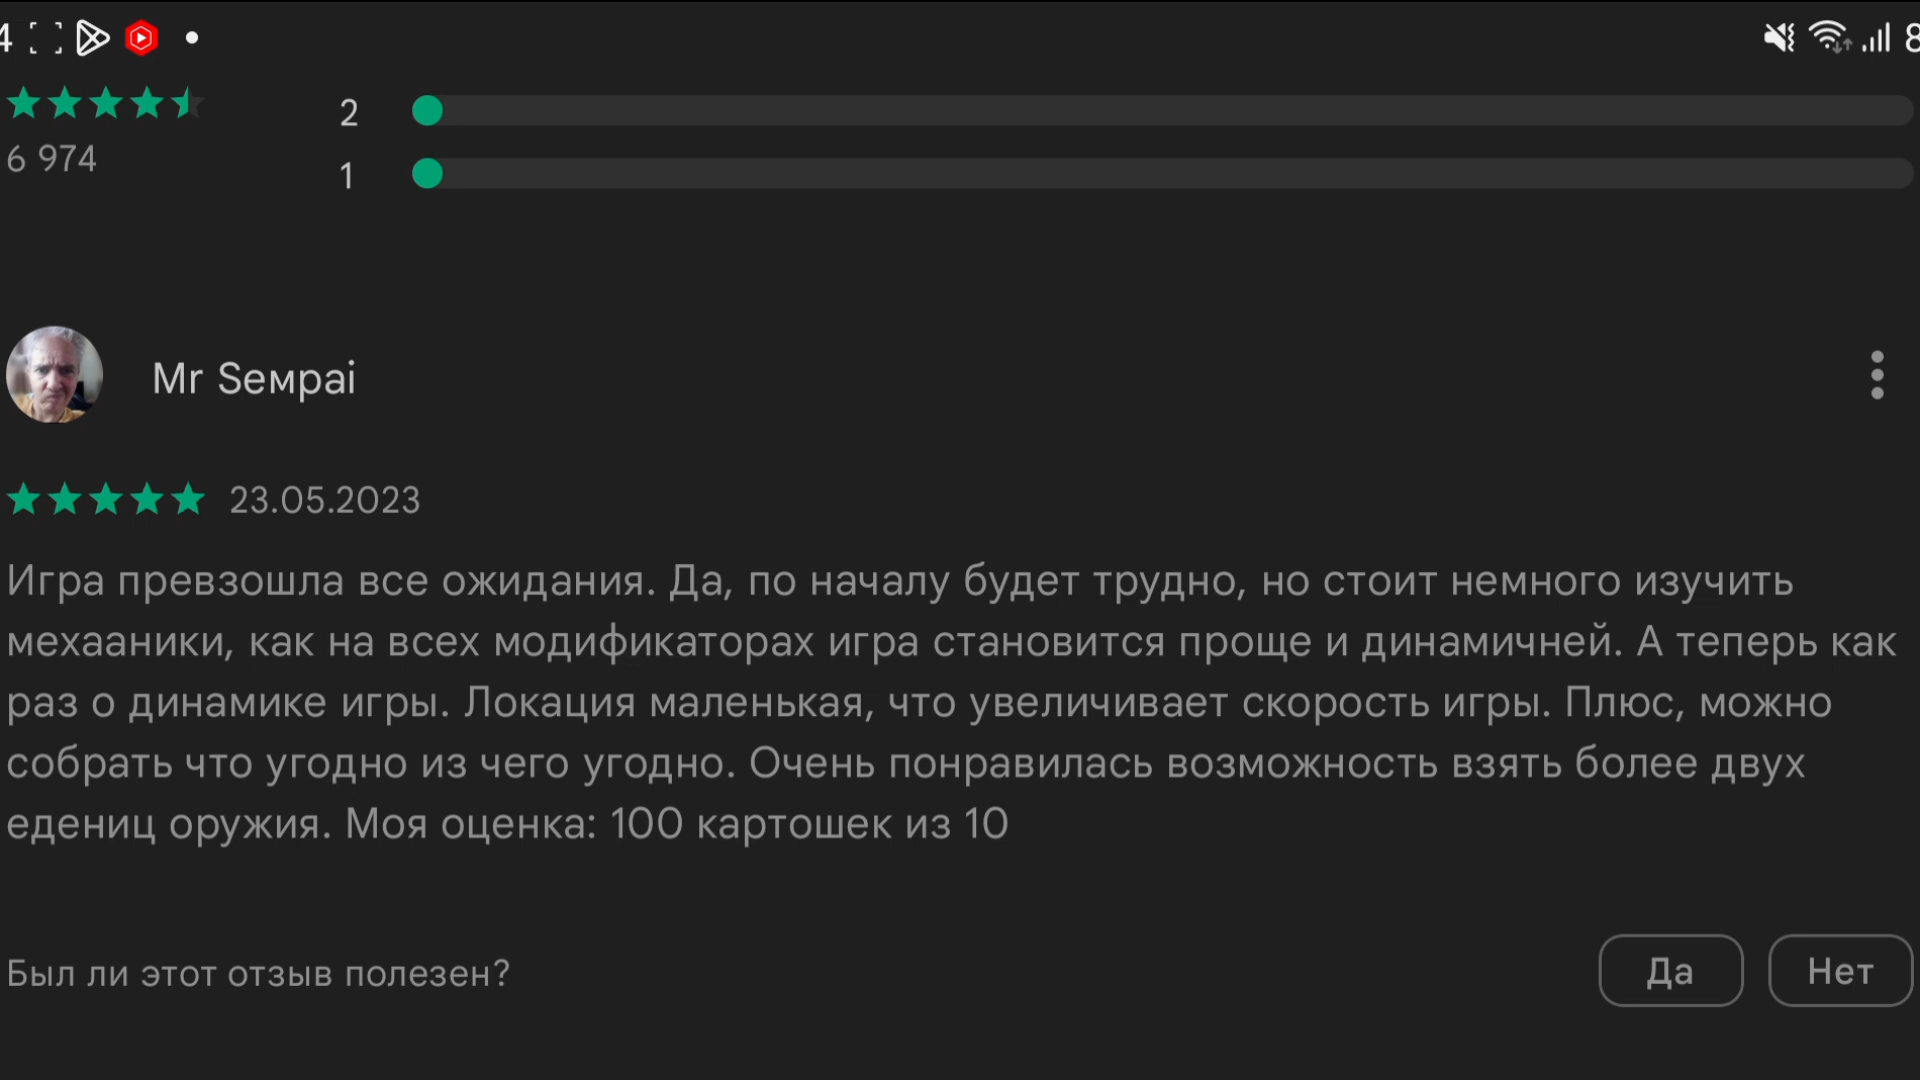 4
8
2
6 974
1
Mr Sempai
23.05.2023
Игра превзошла все ожидания. Да, по началу будет трудно, но стоит немного изучить
мехааники, как на всех модификаторах игра становится проще и динамичней. А теперь как
раз о динамике игры. Локация маленькая, что увеличивает скорость игры. Плюс, можно
собрать что угодно из чего угодно. Очень понравилась возможность взять более двух
едениц оружия. Моя оценка: 100 картошек из 10
Был ли этот отзыв полезен?
Да
Нет